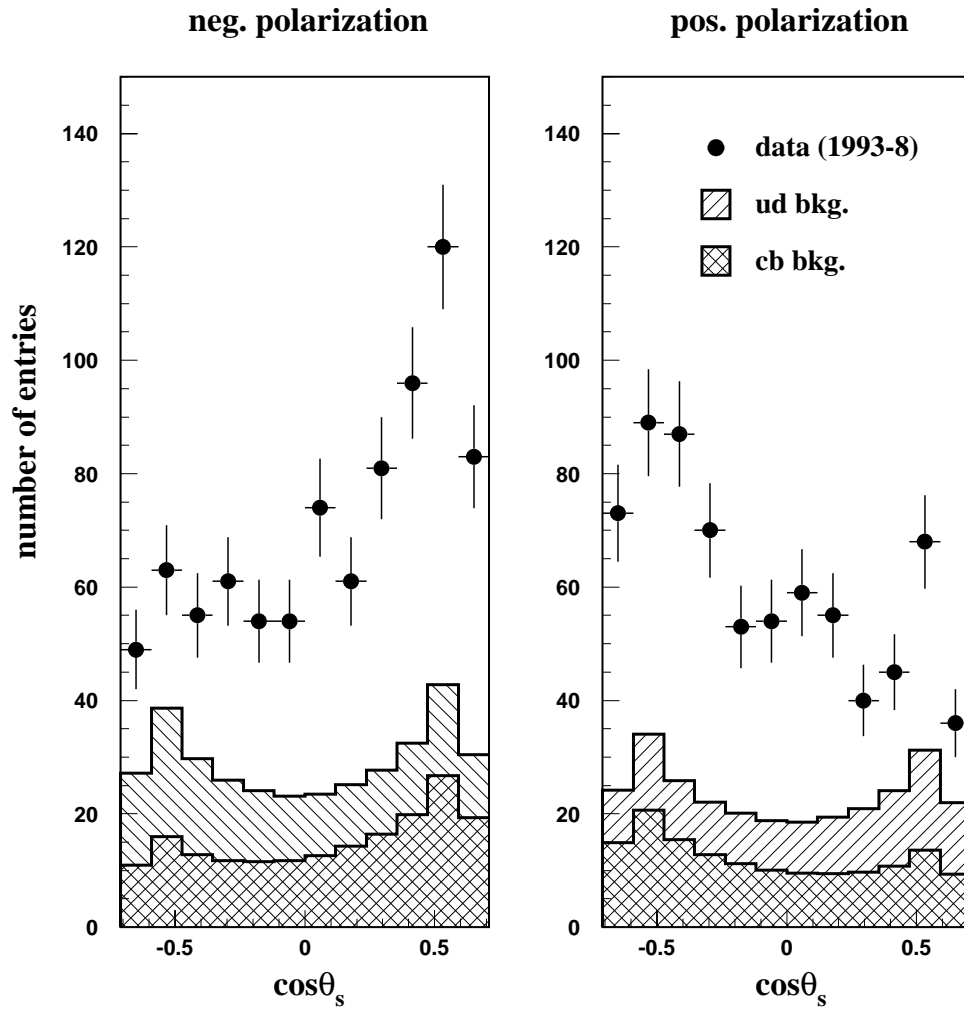 neg. polarization
pos. polarization
number of entries
140
120
100
80
60
40
20
0
-0.5
0
0.5
cosθs
140
120
100
80
60
40
20
0
-0.5
0
0.5
cosθs
data (1993-8)
ud bkg.
cb bkg.